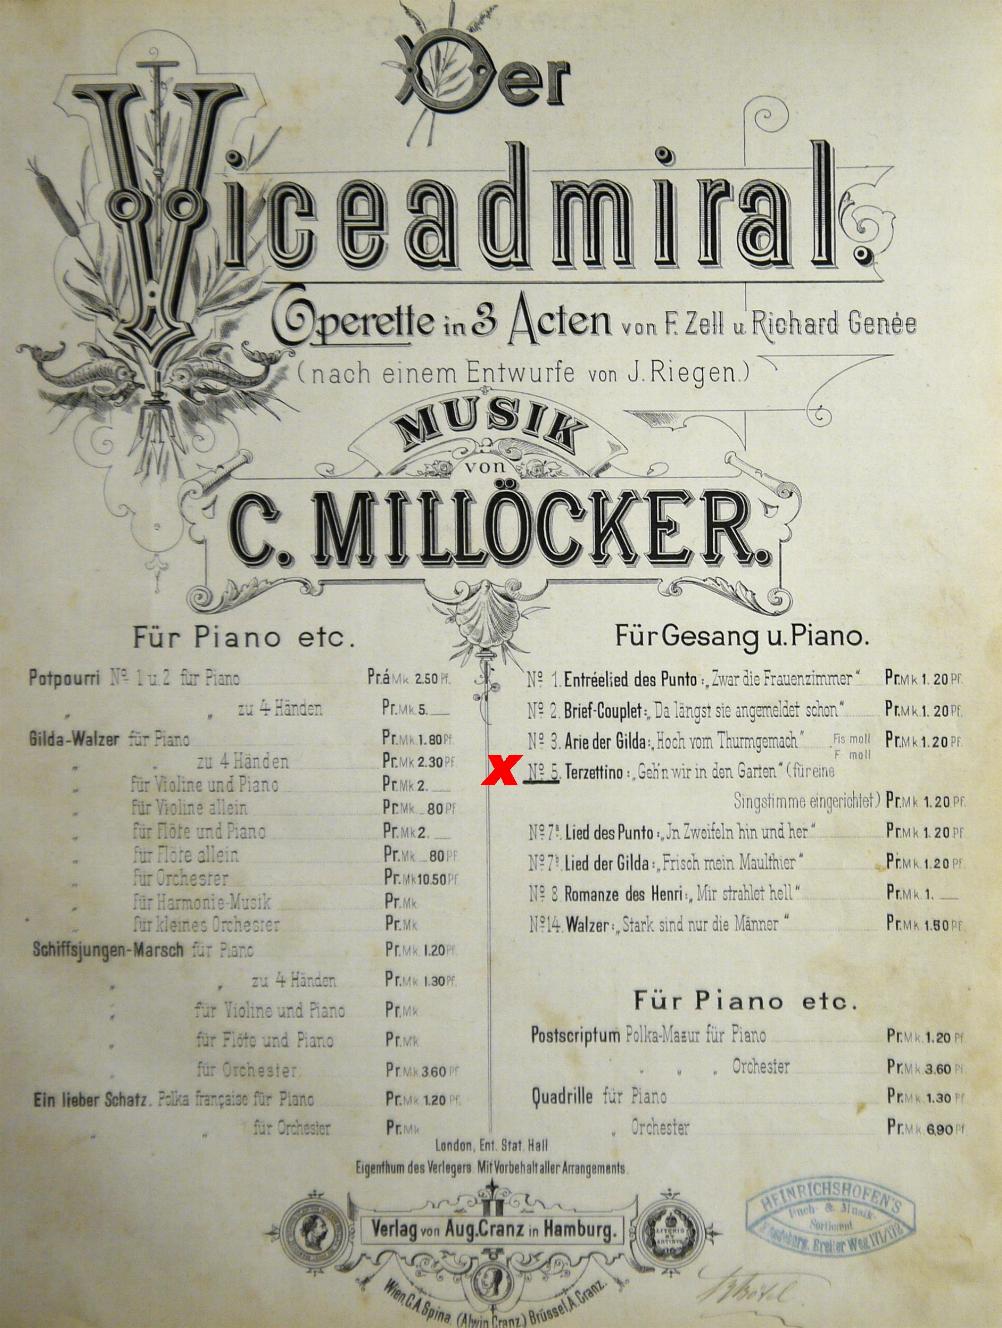 Der
Viceadmiral.
Operette in 3 Acten von F. Zell u. Richard Genée
(nach einem Entwurfe von J. Riegen.)
MUSIK
von
C. MILLÖCKER.
Für Piano etc.
Potpourri No 1 u. 2 für Piano Pr. á Mk 2.50 Pf.
„ „ zu 4 Händen Pr. Mk 5. __
Gilda-Walzer für Piano Pr. Mk 1.80 Pf
„ „ zu 4 Händen Pr. Mk 2.30 Pf.
„ für Violine und Piano Pr. Mk 2. __
„ für Violine allein Pr. Mk _ 80 Pf
„ für Flöte und Piano Pr. Mk 2. __
„ für Flöte allein Pr. Mk _ 80 Pf
„ für Orchester Pr. Mk 10.50 Pf
„ für Harmonie-Musik Pr. Mk
„ für kleines Orchester Pr. Mk
Schiffsjungen-Marsch für Piano Pr. Mk 1.20 Pf
„ „ zu 4 Händen Pr. Mk 1.30 Pf.
„ für Violine und Piano Pr. Mk
„ für Flöte und Piano Pr. Mk
„ für Orchester Pr. Mk 3.60 Pf
Ein lieber Schatz. Polka française für Piano Pr. Mk 1.20 Pf.
„ „ für Orchester Pr. Mk
Für Gesang u. Piano.
No 1. Entréelied des Punto: „Zwar die Frauenzimmer“ Pr. Mk 1. 20 Pf.
No 2. Brief-Couplet: „Da längst sie angemeldet schon“ Pr. Mk 1. 20 Pf.
No 3. Arie der Gilda: „Hoch vom Thurmgemach“ Fis moll Pr. Mk 1. 20 Pf
F moll
X No 5. Terzettino: „Geh'n wir in den Garten“ (für eine
Singstimme eingerichtet) Pr. Mk 1. 20 Pf.
No 7a. Lied des Punto: „Jn Zweifeln hin und her“ Pr. Mk 1. 20 Pf
No 7b. Lied der Gilda: „Frisch mein Maulthier“ Pr. Mk 1. 20 Pf
No 8. Romanze des Henri: „Mir strahlet hell“ Pr. Mk 1. __
No 14. Walzer: „Stark sind nur die Männer“ Pr. Mk 1.50 Pf
Für Piano etc.
Postscriptum Polka-Mazur für Piano Pr. Mk. 1.20 Pf
„ „ „ Orchester Pr. Mk 3.60 Pf
Quadrille für Piano Pr. Mk. 1.30 Pf
„ Orchester Pr. Mk 6.90 Pf
London, Ent. Stat. Hall
Eigenthum des Verlegers. Mit Vorbehalt aller Arrangements.
Verlag von Aug. Cranz in Hamburg.
Wien, C.A. Spina. (Alwin Cranz) Brüssel, A. Cranz.
HEINRICHSHOFEN'S
Buch- & Musik-
Sortiment
Magdeburg, Breiter Weg 171/172